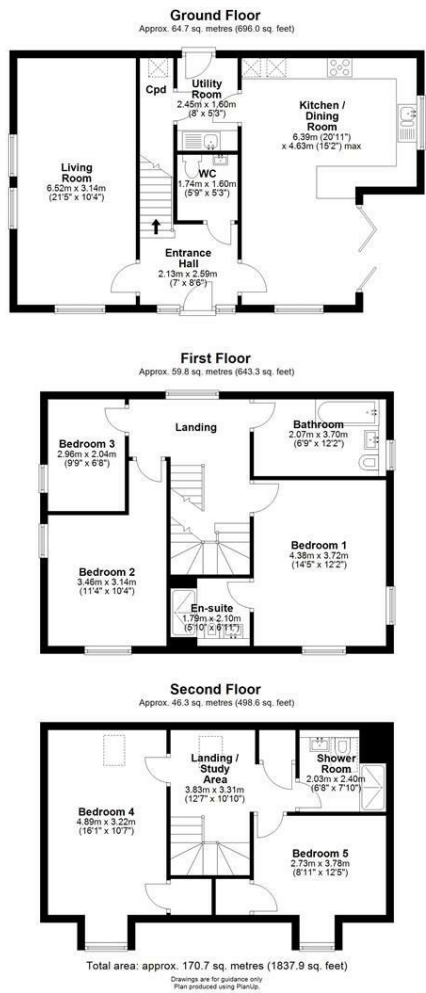 Ground Floor
Approx. 64.7 sq. metres (696.0 sq. feet)
Cpd
Utility
Room
2.45m x 1.60m
(8' x 5'3")
Kitchen /
Dining
Room
6.39m (20'11")
x 4.63m (15'2") max
Living
Room
6.52m x 3.14m
(21'5" x 10'4")
WC
1.74m x 1.60m
(5'9" x 5'3")
Entrance
Hall
2.13m x 2.59m
(7' x 8'6")
First Floor
Approx. 59.8 sq. metres (643.3 sq. feet)
Bedroom 3
2.96m x 2.04m
(9'9" x 6'8")
Landing
Bathroom
2.07m x 3.70m
(6'9" x 12'2")
Bedroom 2
3.46m x 3.14m
(11'4" x 10'4")
Bedroom 1
4.38m x 3.72m
(14'5" x 12'2")
En-suite
1.79m x 2.10m
(5'10" x 6'11")
Second Floor
Approx. 46.3 sq. metres (498.6 sq. feet)
Bedroom 4
4.89m x 3.22m
(16'1" x 10'7")
Landing /
Study
Area
3.83m x 3.31m
(12'7" x 10'10")
Shower
Room
2.03m x 2.40m
(6'8" x 7'10")
Bedroom 5
2.73m x 3.78m
(8'11" x 12'5")
Total area: approx. 170.7 sq. metres (1837.9 sq. feet)
Drawings are for guidance only
Plan produced using PlanUp.